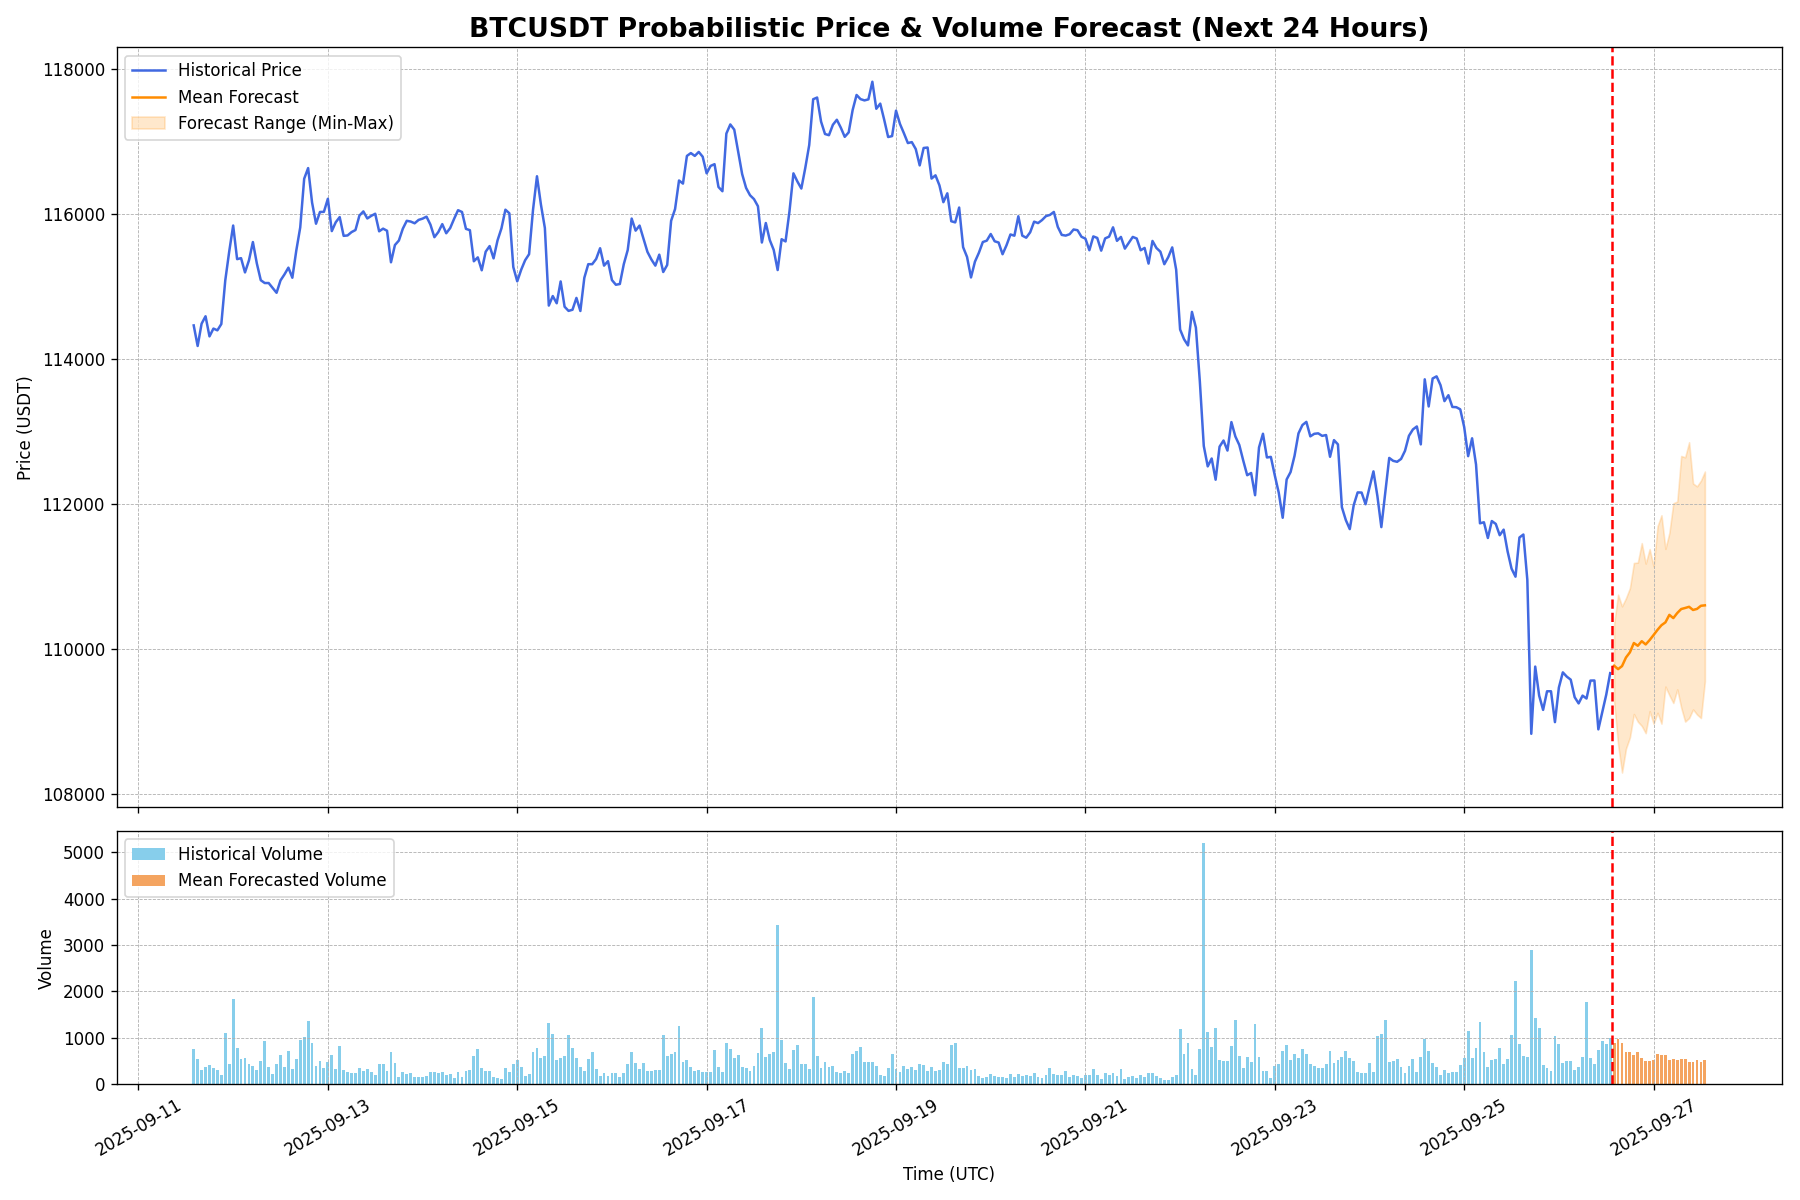 BTCUSDT Probabilistic Price & Volume Forecast (Next 24 Hours)
Historical Price
Mean Forecast
Forecast Range (Min-Max)
Price (USDT)
118000
116000
114000
112000
110000
108000
Historical Volume
Mean Forecasted Volume
Volume
5000
4000
3000
2000
1000
0
2025-09-11
2025-09-13
2025-09-15
2025-09-17
2025-09-19
2025-09-21
2025-09-23
2025-09-25
2025-09-27
Time (UTC)